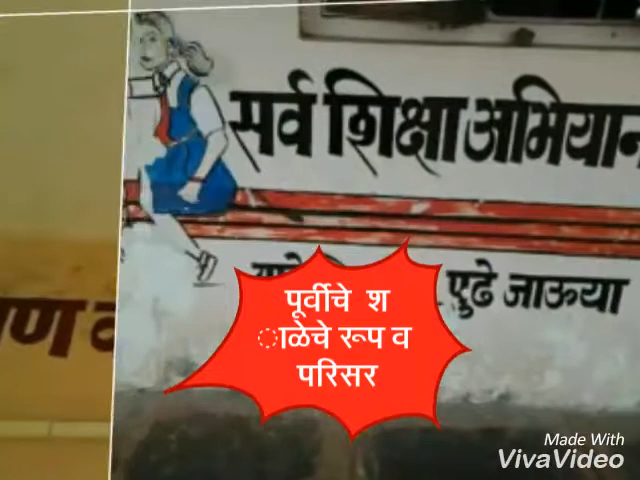 सर्व शिक्षा अभियान
पुढे जाऊया
पूर्वीचे श
ाळेचे रूप व
परिसर
Made With
VivaVideo